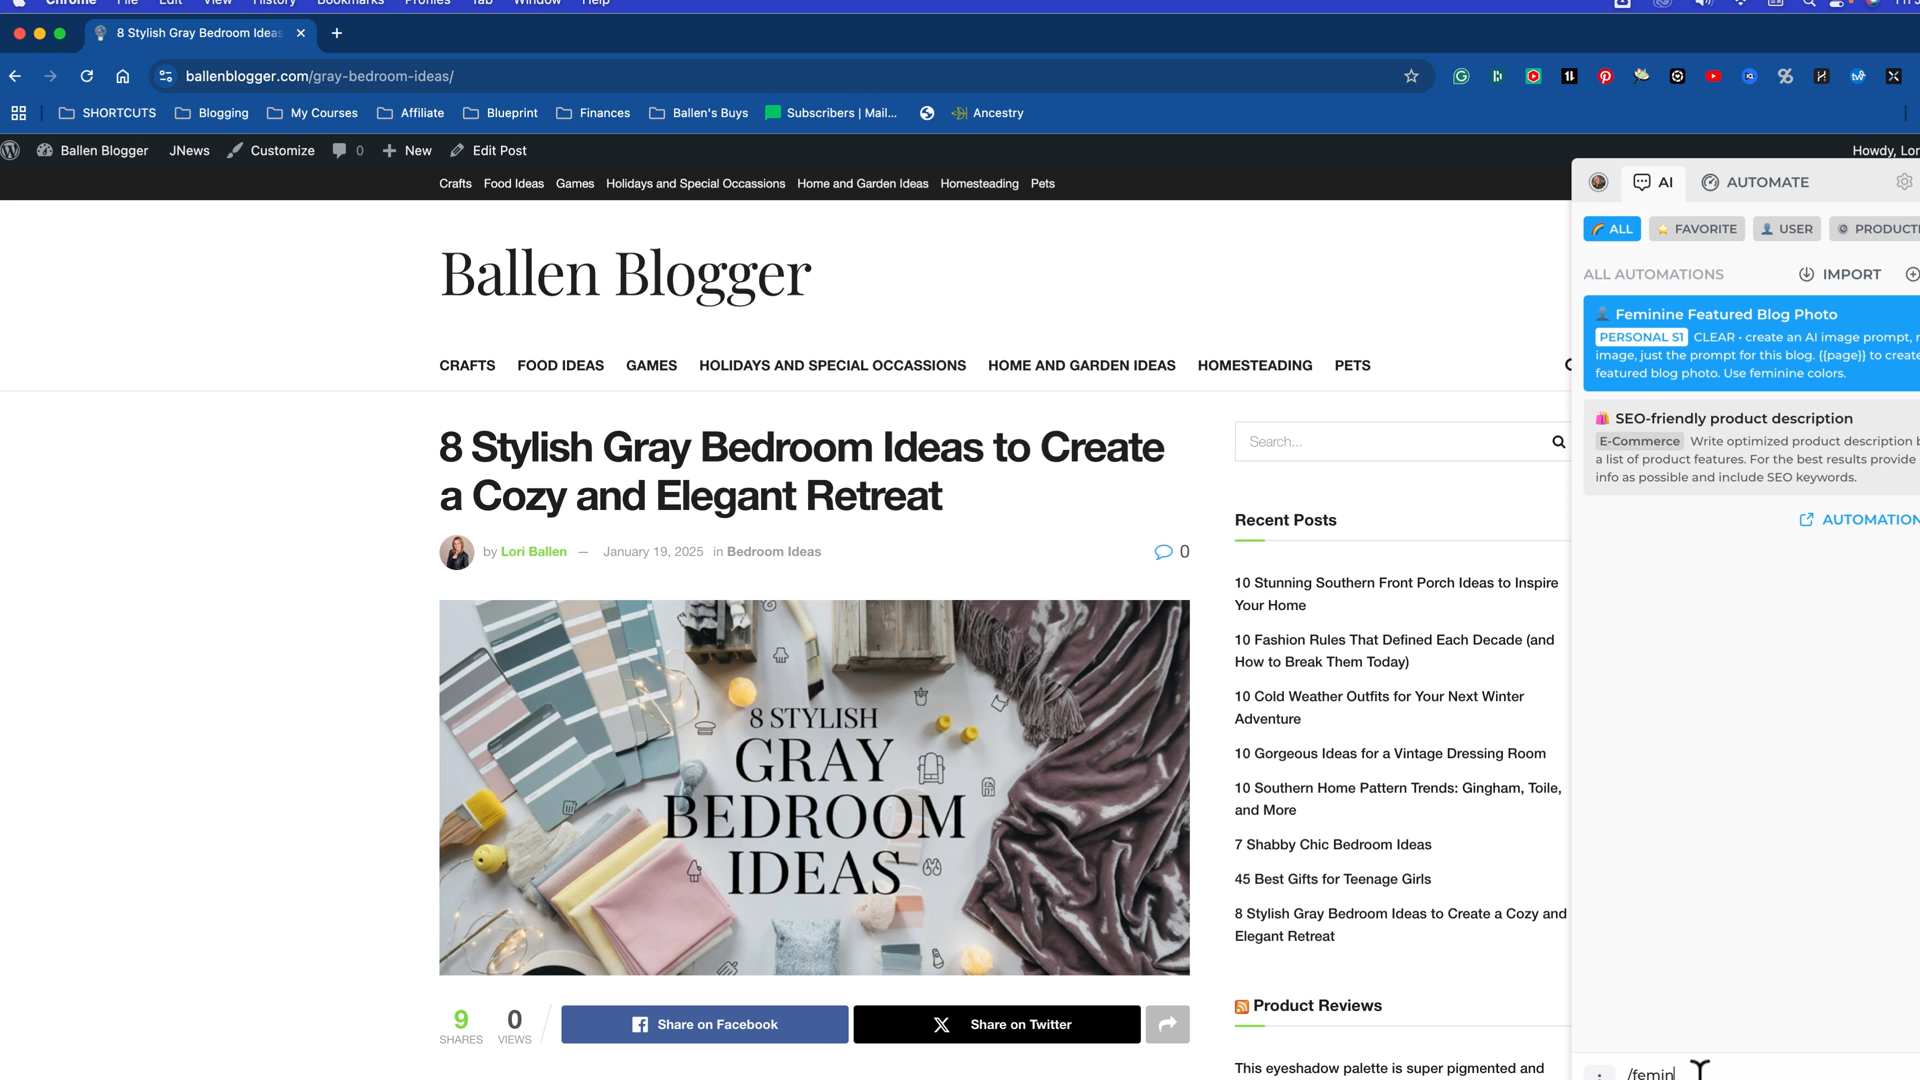 Chrome File Edit View History Bookmarks Profiles Tab Window Help
8 Stylish Gray Bedroom Ideas
ballenblogger.com/gray-bedroom-ideas/
SHORTCUTS Blogging My Courses Affiliate Blueprint Finances Ballen's Buys Subscribers | Mail... Ancestry
Ballen Blogger JNews Customize 0 New Edit Post Howdy, Lor
Crafts Food Ideas Games Holidays and Special Occassions Home and Garden Ideas Homesteading Pets
Ballen Blogger
CRAFTS FOOD IDEAS GAMES HOLIDAYS AND SPECIAL OCCASSIONS HOME AND GARDEN IDEAS HOMESTEADING PETS
8 Stylish Gray Bedroom Ideas to Create
a Cozy and Elegant Retreat
by Lori Ballen — January 19, 2025 in Bedroom Ideas 0
8 STYLISH
GRAY
BEDROOM
IDEAS
9
SHARES
0
VIEWS
Share on Facebook
Share on Twitter
Search...
Recent Posts
10 Stunning Southern Front Porch Ideas to Inspire
Your Home
10 Fashion Rules That Defined Each Decade (and
How to Break Them Today)
10 Cold Weather Outfits for Your Next Winter
Adventure
10 Gorgeous Ideas for a Vintage Dressing Room
10 Southern Home Pattern Trends: Gingham, Toile,
and More
7 Shabby Chic Bedroom Ideas
45 Best Gifts for Teenage Girls
8 Stylish Gray Bedroom Ideas to Create a Cozy and
Elegant Retreat
Product Reviews
This eyeshadow palette is super pigmented and
AI AUTOMATE
ALL FAVORITE USER PRODUCTI
ALL AUTOMATIONS IMPORT
Feminine Featured Blog Photo
PERSONAL S1 CLEAR • create an AI image prompt,
image, just the prompt for this blog. {{page}} to create
featured blog photo. Use feminine colors.
SEO-friendly product description
E-Commerce Write optimized product description b
a list of product features. For the best results provide
info as possible and include SEO keywords.
AUTOMATION
/femin